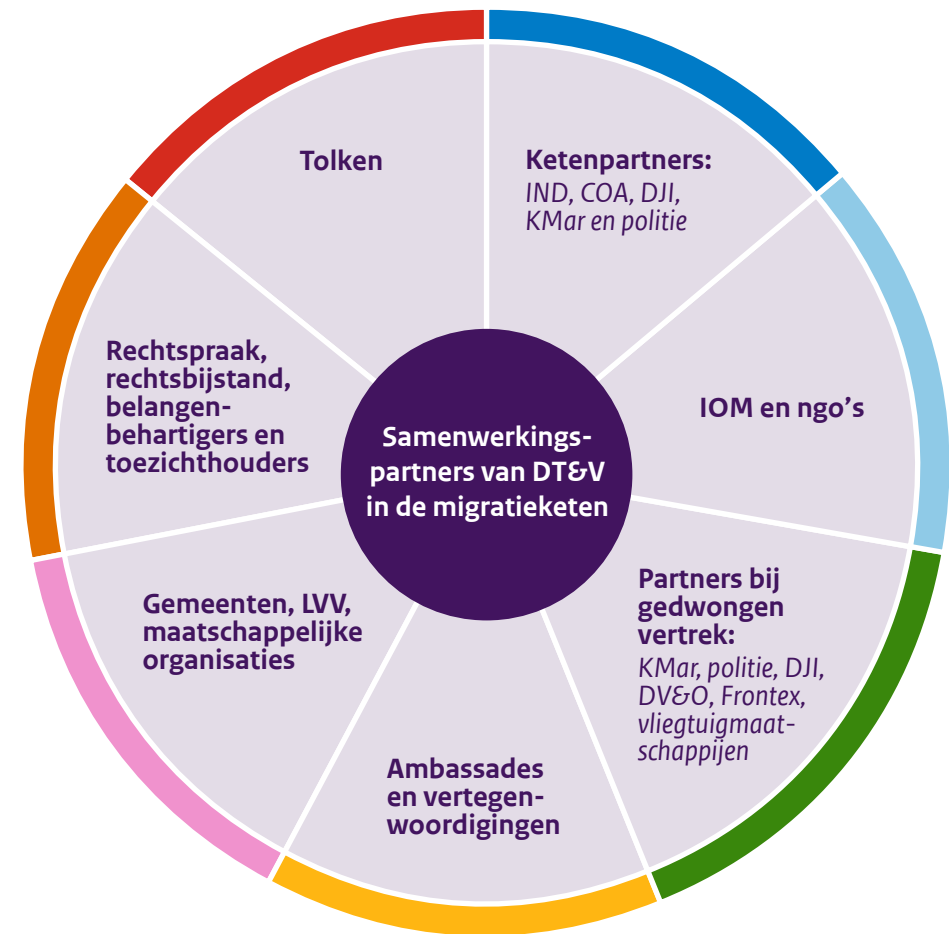 Samenwerkings-
partners van DT&V
in de migratieketen
Ketenpartners:
IND, COA, DJI,
KMar en politie
IOM en ngo’s
Partners bij
gedwongen
vertrek:
KMar, politie, DJI,
DV&O, Frontex,
vliegtuigmaat-
schappijen
Ambassades
en vertegen-
woordigingen
Gemeenten, LVV,
maatschappelijke
organisaties
Rechtspraak,
rechtsbijstand,
belangen-
behartigers en
toezichthouders
Tolken